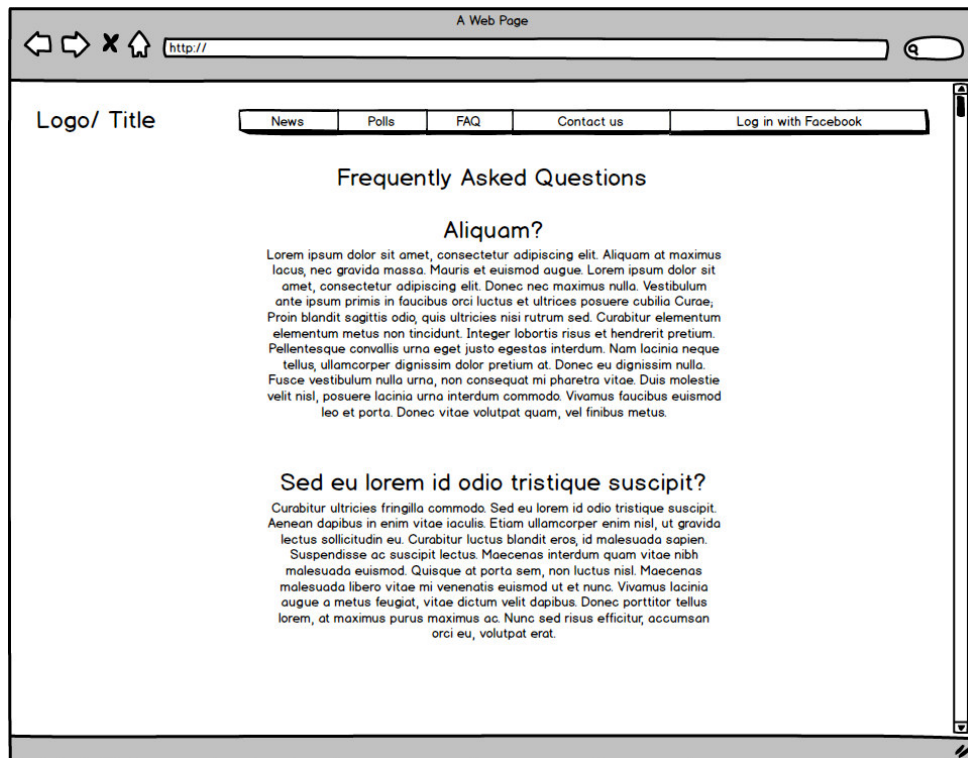 A Web Page
http://
Logo/ Title
News Polls FAQ Contact us Log in with Facebook
Frequently Asked Questions
Aliquam?
Lorem ipsum dolor sit amet, consectetur adipiscing elit. Aliquam at maximus
lacus, nec gravida massa. Mauris et euismod augue. Lorem ipsum dolor sit
amet, consectetur adipiscing elit. Donec nec maximus nulla. Vestibulum
ante ipsum primis in faucibus orci luctus et ultrices posuere cubilia Curae;
Proin blandit sagittis odio, quis ultricies nisi rutrum sed. Curabitur elementum
elementum metus non tincidunt. Integer lobortis risus et hendrerit pretium.
Pellentesque convallis urna eget justo egestas interdum. Nam lacinia neque
tellus, ullamcorper dignissim dolor pretium at. Donec eu dignissim nulla.
Fusce vestibulum nulla urna, non consequat mi pharetra vitae. Duis molestie
velit nisl, posuere lacinia urna interdum commodo. Vivamus faucibus euismod
leo et porta. Donec vitae volutpat quam, vel finibus metus.
Sed eu lorem id odio tristique suscipit?
Curabitur ultricies fringilla commodo. Sed eu lorem id odio tristique suscipit.
Aenean dapibus in enim vitae iaculis. Etiam ullamcorper enim nisl, ut gravida
lectus sollicitudin eu. Curabitur luctus blandit eros, id malesuada sapien.
Suspendisse ac suscipit lectus. Maecenas interdum quam vitae nibh
malesuada euismod. Quisque at porta sem, non luctus nisl. Maecenas
malesuada libero vitae mi venenatis euismod ut et nunc. Vivamus lacinia
augue a metus feugiat, vitae dictum velit dapibus. Donec porttitor tellus
lorem, at maximus purus maximus ac. Nunc sed risus efficitur, accumsan
orci eu, volutpat erat.